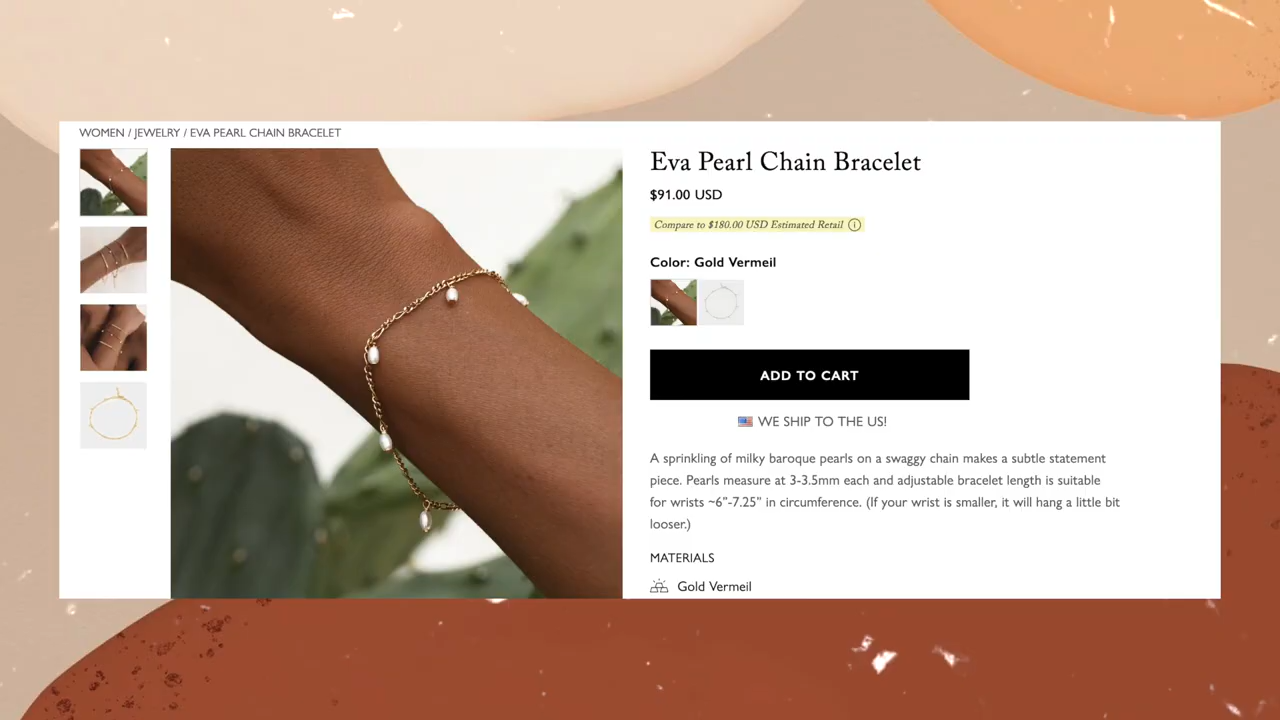 WOMEN / JEWELRY / EVA PEARL CHAIN BRACELET
Eva Pearl Chain Bracelet
$91.00 USD
Compare to $180.00 USD Estimated Retail
Color: Gold Vermeil
ADD TO CART
WE SHIP TO THE US!
A sprinkling of milky baroque pearls on a swaggy chain makes a subtle statement
piece. Pearls measure at 3-3.5mm each and adjustable bracelet length is suitable
for wrists ~6”-7.25” in circumference. (If your wrist is smaller, it will hang a little bit
looser.)
MATERIALS
Gold Vermeil